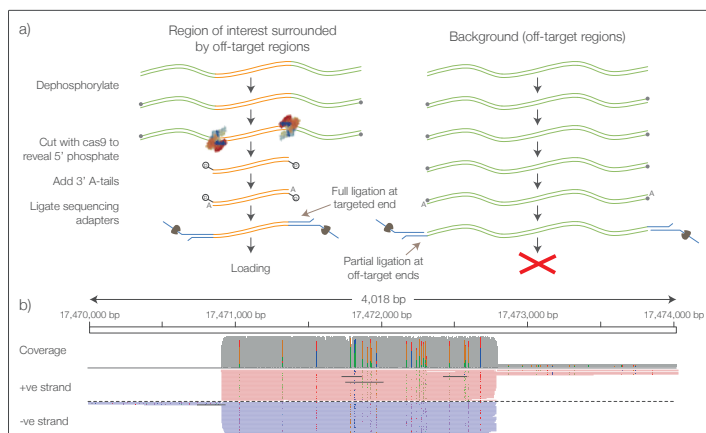 a)
Region of interest surrounded
by off-target regions
Background (off-target regions)
Dephosphorylate
Cut with cas9 to
reveal 5' phosphate
Add 3' A-tails
Ligate sequencing
adapters
P
P
P
P
A
A
A
A
Full ligation at
targeted end
Partial ligation at
off-target ends
Loading
b)
4,018 bp
17,470,000 bp
17,471,000 bp
17,472,000 bp
17,473,000 bp
17,474,000 bp
Coverage
+ve strand
-ve strand